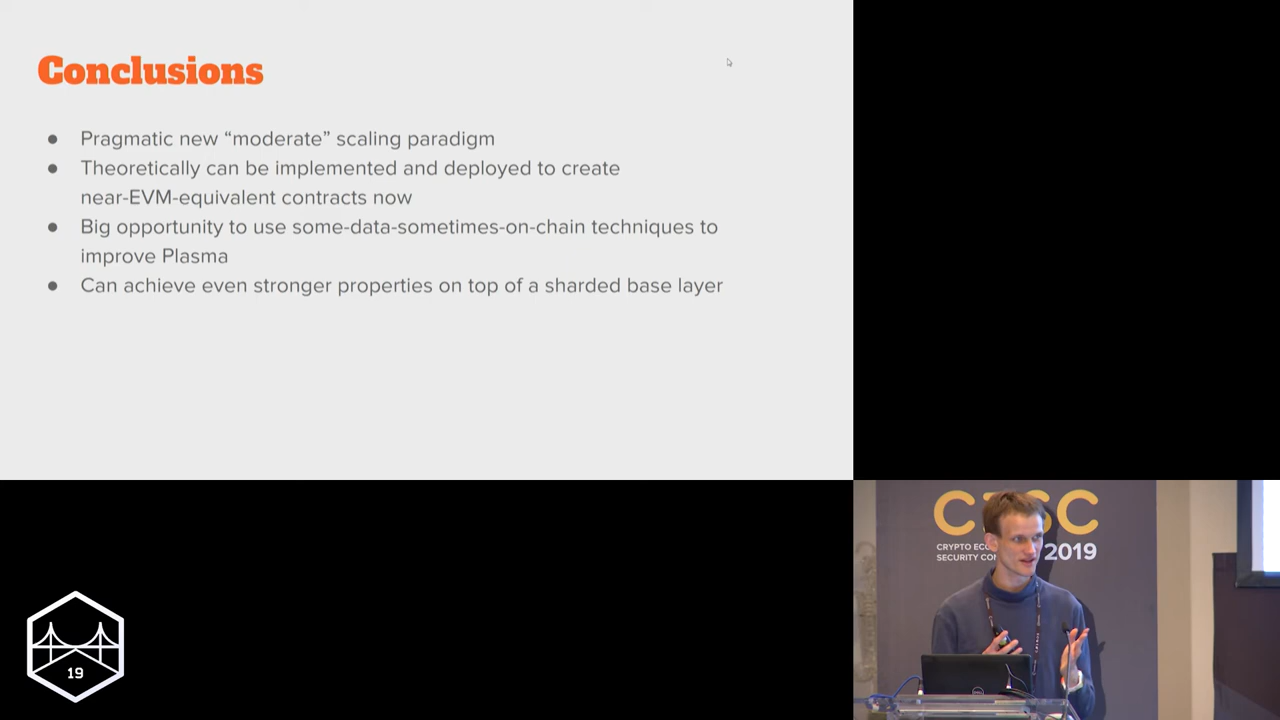 Conclusions
● Pragmatic new “moderate” scaling paradigm
● Theoretically can be implemented and deployed to create
near-EVM-equivalent contracts now
● Big opportunity to use some-data-sometimes-on-chain techniques to
improve Plasma
● Can achieve even stronger properties on top of a sharded base layer
C SC
CRYPTO ECO
SECURITY CON 2019
19